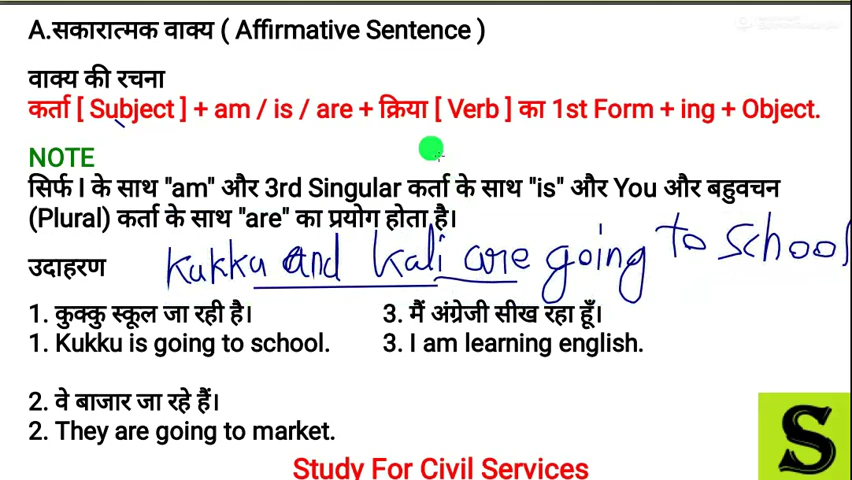 A.सकारात्मक वाक्य ( Affirmative Sentence )
वाक्य की रचना
कर्ता [ Subject ] + am / is / are + क्रिया [ Verb ] का 1st Form + ing + Object.
NOTE
सिर्फ I के साथ "am" और 3rd Singular कर्ता के साथ "is" और You और बहुवचन
(Plural) कर्ता के साथ "are" का प्रयोग होता है।
Kukku and Kali are going to school
उदाहरण
1. कुक्कु स्कूल जा रही है।
1. Kukku is going to school.
2. वे बाजार जा रहे हैं।
2. They are going to market.
3. मैं अंग्रेजी सीख रहा हूँ।
3. I am learning english.
S
Study For Civil Services